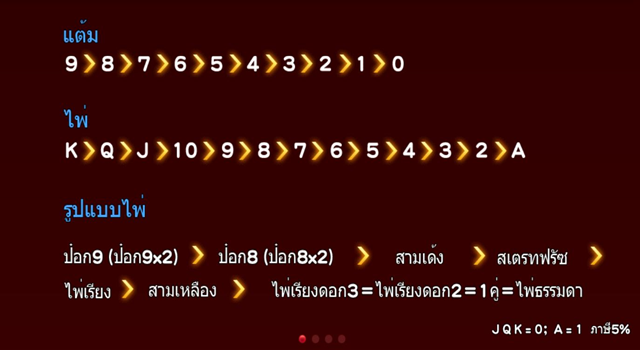 แต้ม
9 > 8 > 7 > 6 > 5 > 4 > 3 > 2 > 1 > 0
ไพ่
K > Q > J > 10 > 9 > 8 > 7 > 6 > 5 > 4 > 3 > 2 > A
รูปแบบไพ่
ป๋อก9 (ป๋อก9x2) > ป๋อก8 (ป๋อก8x2) > สามเด้ง > สเตรทฟรัช >
ไพ่เรียง > สามเหลือง > ไพ่เรียงดอก3 = ไพ่เรียงดอก2 = 1คู่ = ไพ่ธรรมดา
J Q K = 0; A = 1 ภาษี5%